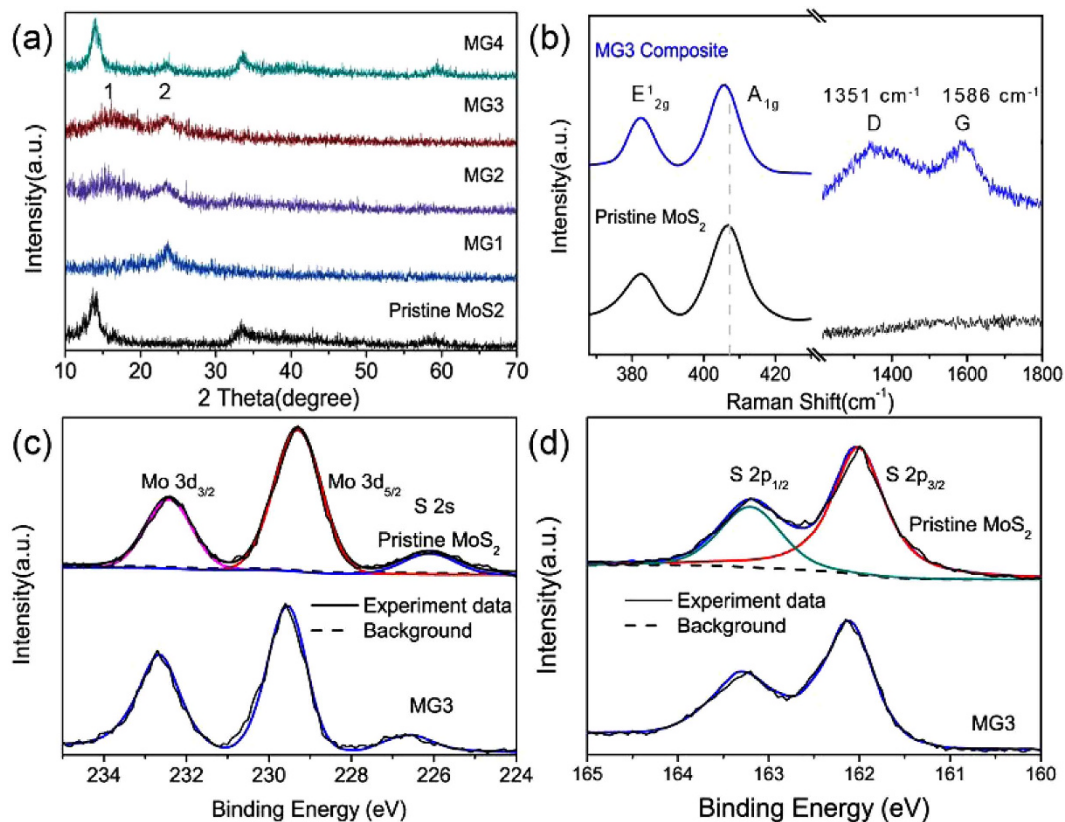 (a)
MG4
1 2
MG3
MG2
MG1
Pristine MoS2
Intensity(a.u.)
10 20 30 40 50 60 70
2 Theta(degree)
(b)
MG3 Composite
E¹₂g A₁g
1351 cm⁻¹ 1586 cm⁻¹
D G
Pristine MoS₂
Intensity(a.u.)
380 400 420 1400 1600 1800
Raman Shift(cm⁻¹)
(c)
Mo 3d₃/₂
Mo 3d₅/₂
S 2s
Pristine MoS₂
Experiment data
Background
MG3
Intensity(a.u.)
234 232 230 228 226 224
Binding Energy (eV)
(d)
S 2p₁/₂
S 2p₃/₂
Pristine MoS₂
Experiment data
Background
MG3
Intensity(a.u.)
165 164 163 162 161 160
Binding Energy (eV)